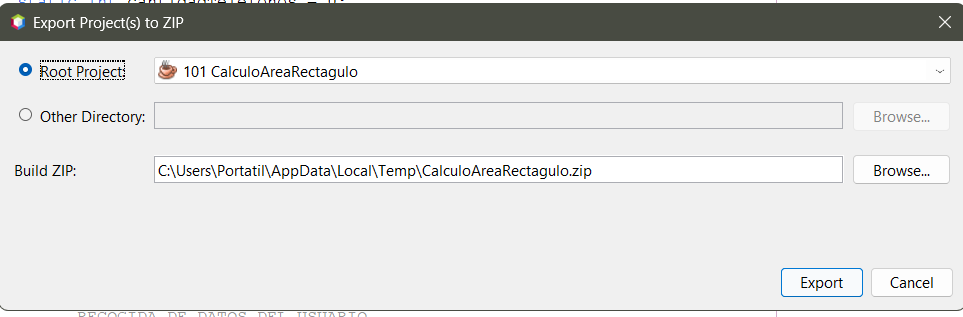 Export Project(s) to ZIP
Root Project:
101 CalculoAreaRectagulo
Other Directory:
Browse...
Build ZIP:
C:\Users\Portatil\AppData\Local\Temp\CalculoAreaRectagulo.zip
Browse...
Export
Cancel
RECOGIDA DE DATOS DEL USUARIO